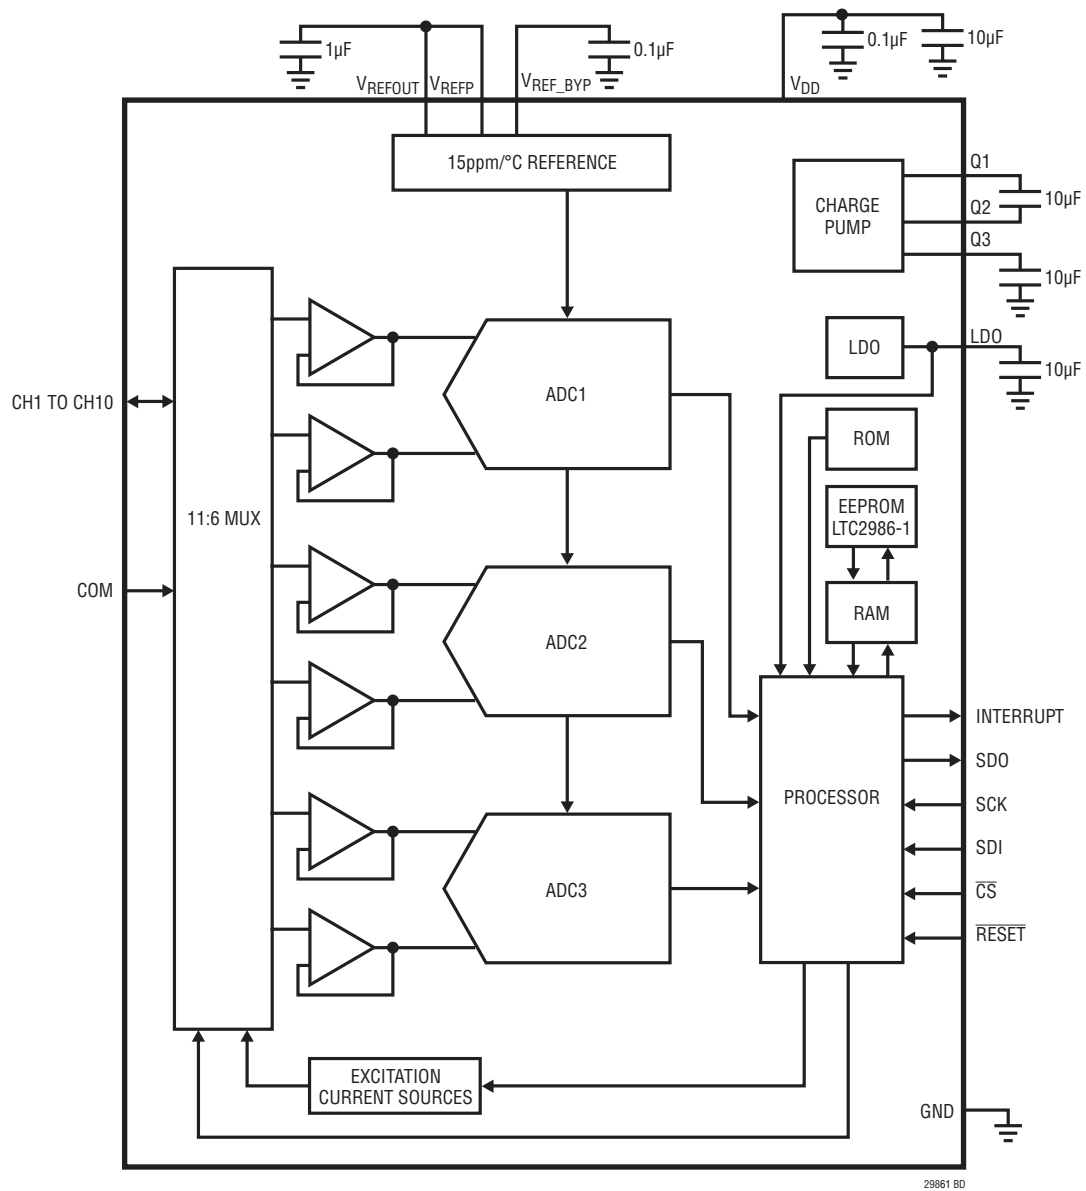 1µF
0.1µF
0.1µF
10µF
VREFOUT
VREFP
VREF_BYP
VDD
15ppm/°C REFERENCE
CHARGE
PUMP
Q1
Q2
10µF
Q3
10µF
LDO
LDO
10µF
ADC1
CH1 TO CH10
ROM
11:6 MUX
EEPROM
LTC2986-1
COM
RAM
ADC2
INTERRUPT
SDO
PROCESSOR
SCK
SDI
ADC3
CS
RESET
EXCITATION
CURRENT SOURCES
GND
29861 BD